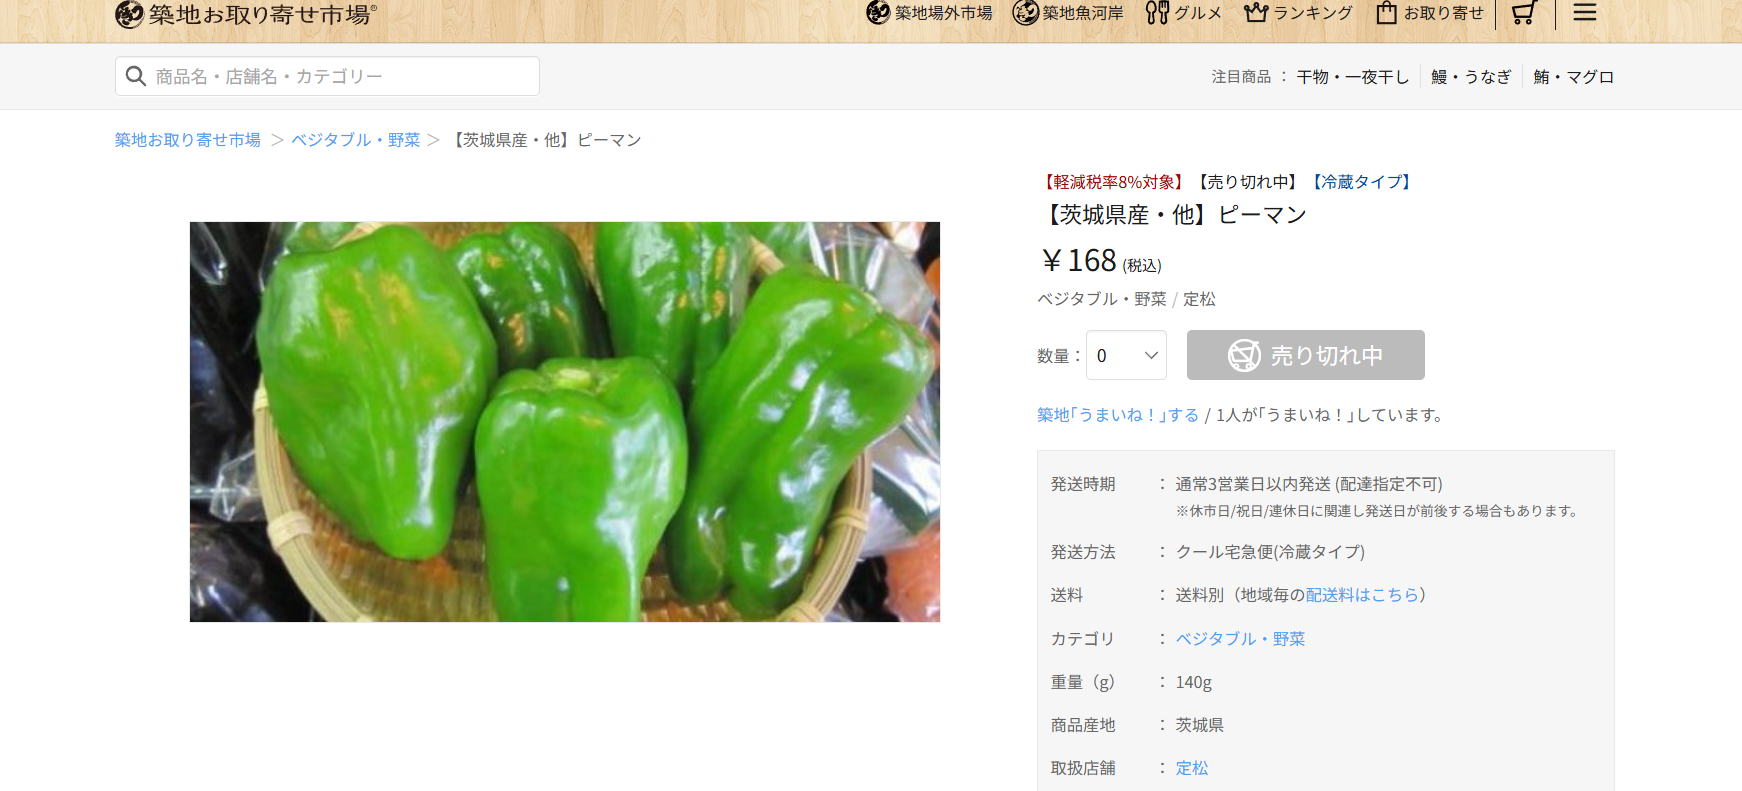 築地お取り寄せ市場®
築地場外市場 築地魚河岸 グルメ ランキング お取り寄せ
商品名・店舗名・カテゴリー
注目商品 : 干物・一夜干し 鰻・うなぎ 鮪・マグロ
築地お取り寄せ市場 > ベジタブル・野菜 > 【茨城県産・他】ピーマン
【軽減税率8%対象】【売り切れ中】【冷蔵タイプ】
【茨城県産・他】ピーマン
￥168 (税込)
ベジタブル・野菜 / 定松
数量： 0 売り切れ中
築地｢うまいね！｣する / 1人が｢うまいね！｣しています。
発送時期 ： 通常3営業日以内発送 (配達指定不可)
※休市日/祝日/連休日に関連し発送日が前後する場合もあります。
発送方法 ： クール宅急便(冷蔵タイプ)
送料 ： 送料別（地域毎の配送料はこちら）
カテゴリ ： ベジタブル・野菜
重量（g） ： 140g
商品産地 ： 茨城県
取扱店舗 ： 定松